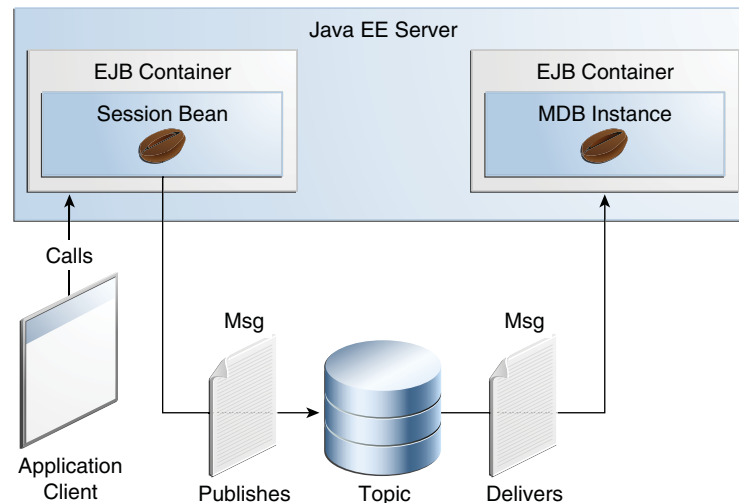 Java EE Server
EJB Container
Session Bean
EJB Container
MDB Instance
Calls
Msg
Msg
Application
Client
Publishes
Topic
Delivers